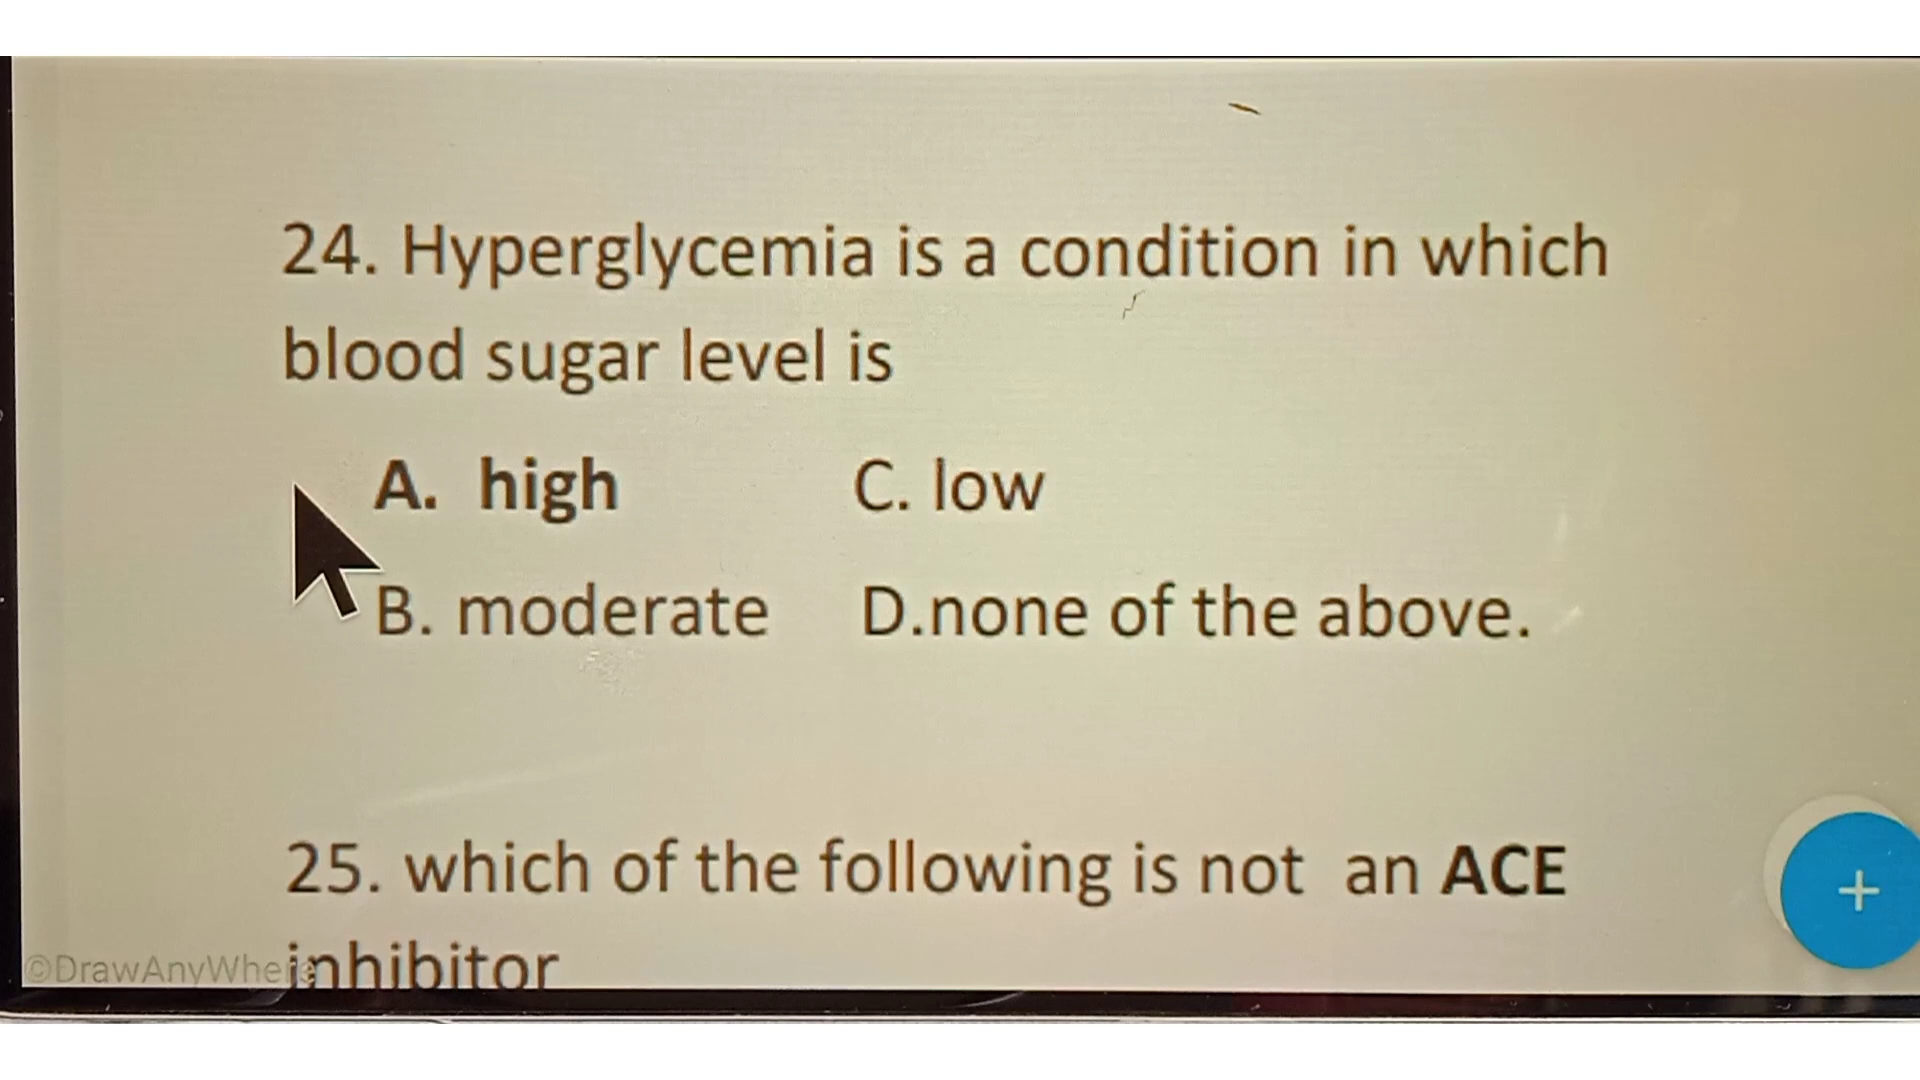 24. Hyperglycemia is a condition in which
blood sugar level is
A. high C. low
B. moderate D.none of the above.
25. which of the following is not an ACE
inhibitor
©DrawAnyWhere
+